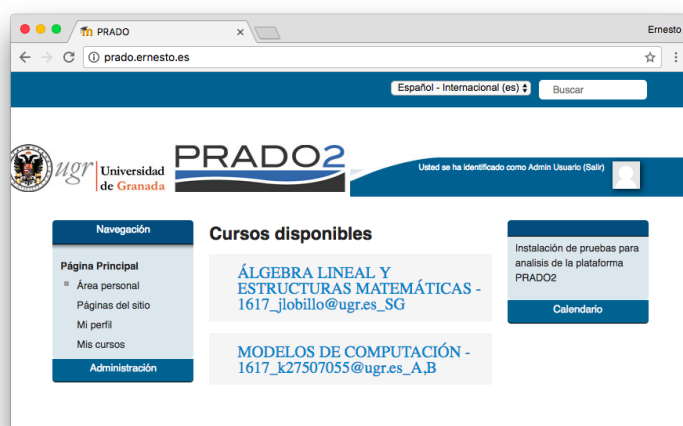 PRADO
Ernesto
prado.ernesto.es
Español - Internacional (es)
Buscar
ugr
Universidad
de Granada
PRADO2
Usted se ha identificado como Admin Usuario (Salir)
Navegación
Página Principal
Área personal
Páginas del sitio
Mi perfil
Mis cursos
Administración
Cursos disponibles
ÁLGEBRA LINEAL Y
ESTRUCTURAS MATEMÁTICAS -
1617_jlobillo@ugr.es_SG
MODELOS DE COMPUTACIÓN -
1617_k27507055@ugr.es_A,B
Instalación de pruebas para
analisis de la plataforma
PRADO2
Calendario